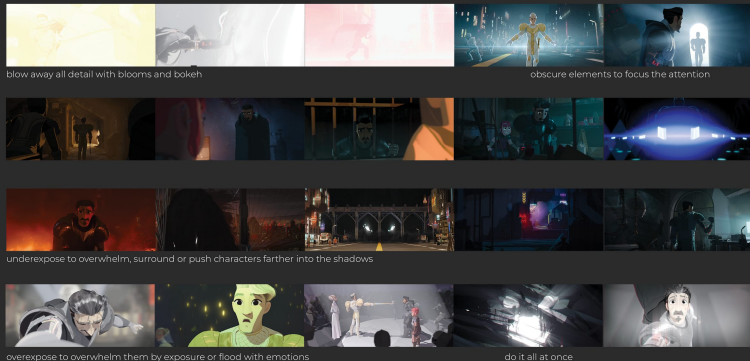 blow away all detail with blooms and bokeh
obscure elements to focus the attention
underexpose to overwhelm, surround or push characters farther into the shadows
overexpose to overwhelm them by exposure or flood with emotions
do it all at once